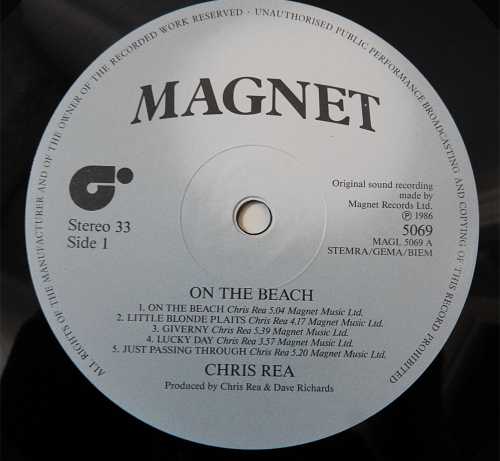 ALL RIGHTS OF THE MANUFACTURER AND OF THE OWNER OF THE RECORDED WORK RESERVED - UNAUTHORISED PUBLIC PERFORMANCE BROADCASTING AND COPYING OF THIS RECORD PROHIBITED
MAGNET
Stereo 33
Side 1
Original sound recording
made by
Magnet Records Ltd.
℗ 1986
5069
MAGL 5069 A
STEMRA/GEMA/BIEM
ON THE BEACH
1. ON THE BEACH Chris Rea 5.04 Magnet Music Ltd.
2. LITTLE BLONDE PLAITS Chris Rea 4.17 Magnet Music Ltd.
3. GIVERNY Chris Rea 5.39 Magnet Music Ltd.
4. LUCKY DAY Chris Rea 3.57 Magnet Music Ltd.
5. JUST PASSING THROUGH Chris Rea 5.20 Magnet Music Ltd.
CHRIS REA
Produced by Chris Rea & Dave Richards